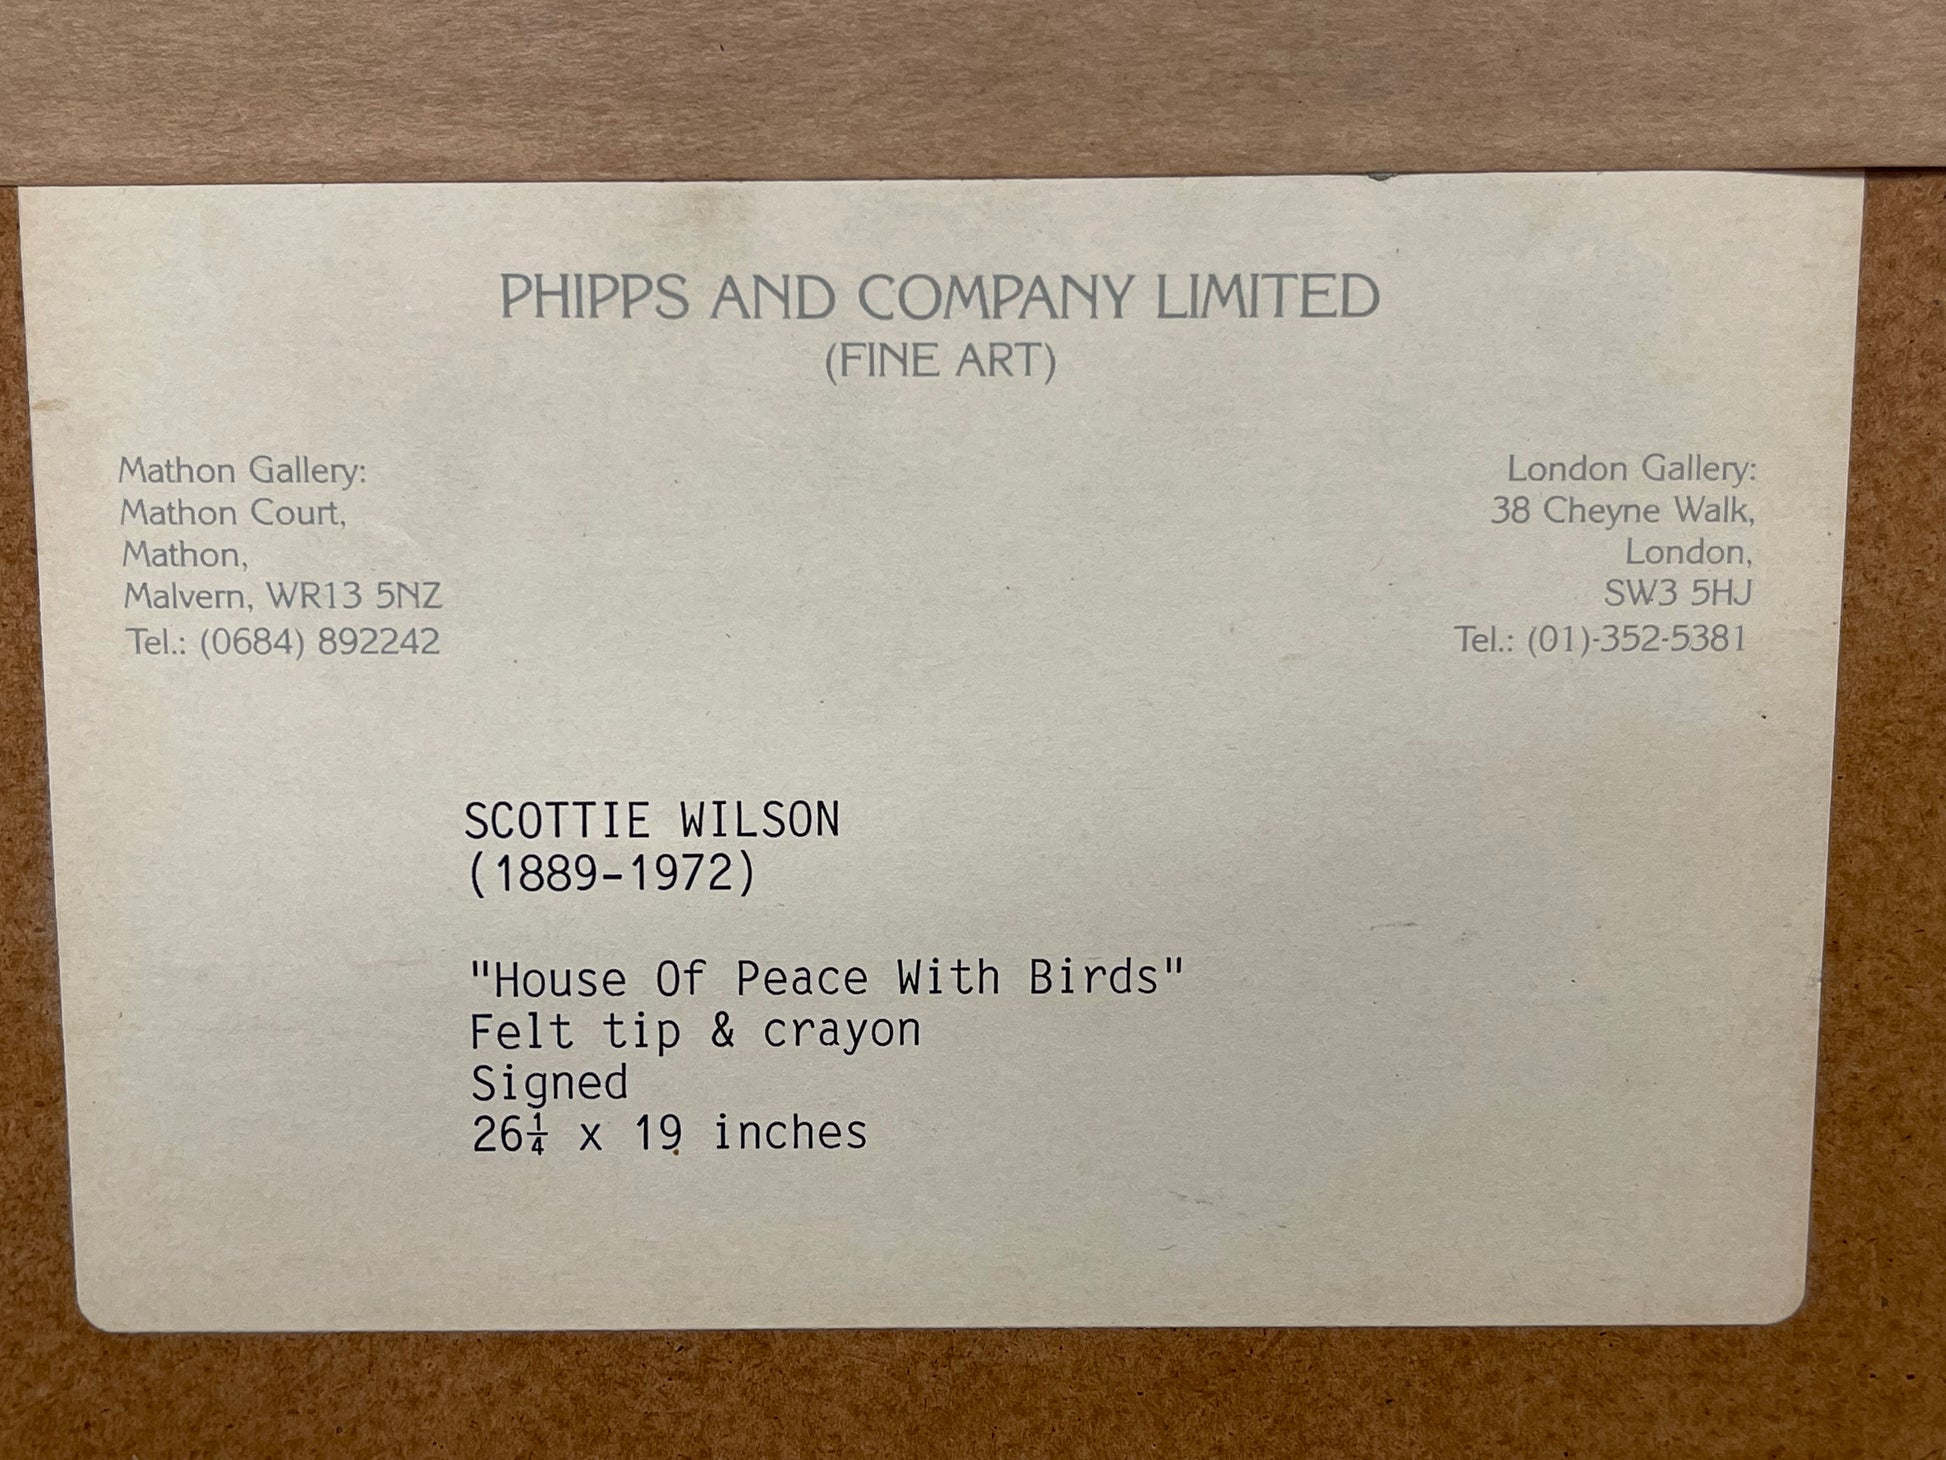 PHIPPS AND COMPANY LIMITED
(FINE ART)
Mathon Gallery:
Mathon Court,
Mathon,
Malvern, WR13 5NZ
Tel.: (0684) 892242
London Gallery:
38 Cheyne Walk,
London,
SW3 5HJ
Tel.: (01)-352-5381
SCOTTIE WILSON
(1889-1972)
"House Of Peace With Birds"
Felt tip & crayon
Signed
26¼ x 19 inches